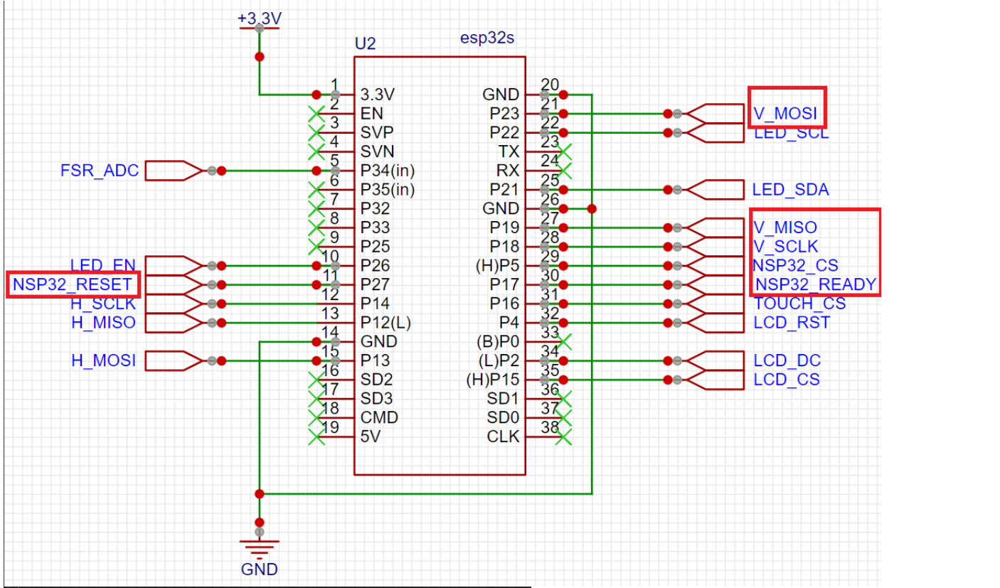 +3.3V
U2
esp32s
1
3.3V
2
EN
3
SVP
4
SVN
FSR_ADC
5
P34(in)
6
P35(in)
7
P32
8
P33
9
P25
LED_EN
10
P26
NSP32_RESET
11
P27
H_SCLK
12
P14
H_MISO
13
P12(L)
14
GND
H_MOSI
15
P13
16
SD2
17
SD3
18
CMD
19
5V
20
GND
21
P23
V_MOSI
22
P22
LED_SCL
23
TX
24
RX
25
P21
LED_SDA
26
GND
27
P19
V_MISO
28
P18
V_SCLK
29
(H)P5
NSP32_CS
30
P17
NSP32_READY
31
P16
TOUCH_CS
32
P4
LCD_RST
33
(B)P0
34
(L)P2
LCD_DC
35
(H)P15
LCD_CS
36
SD1
37
SD0
38
CLK
GND